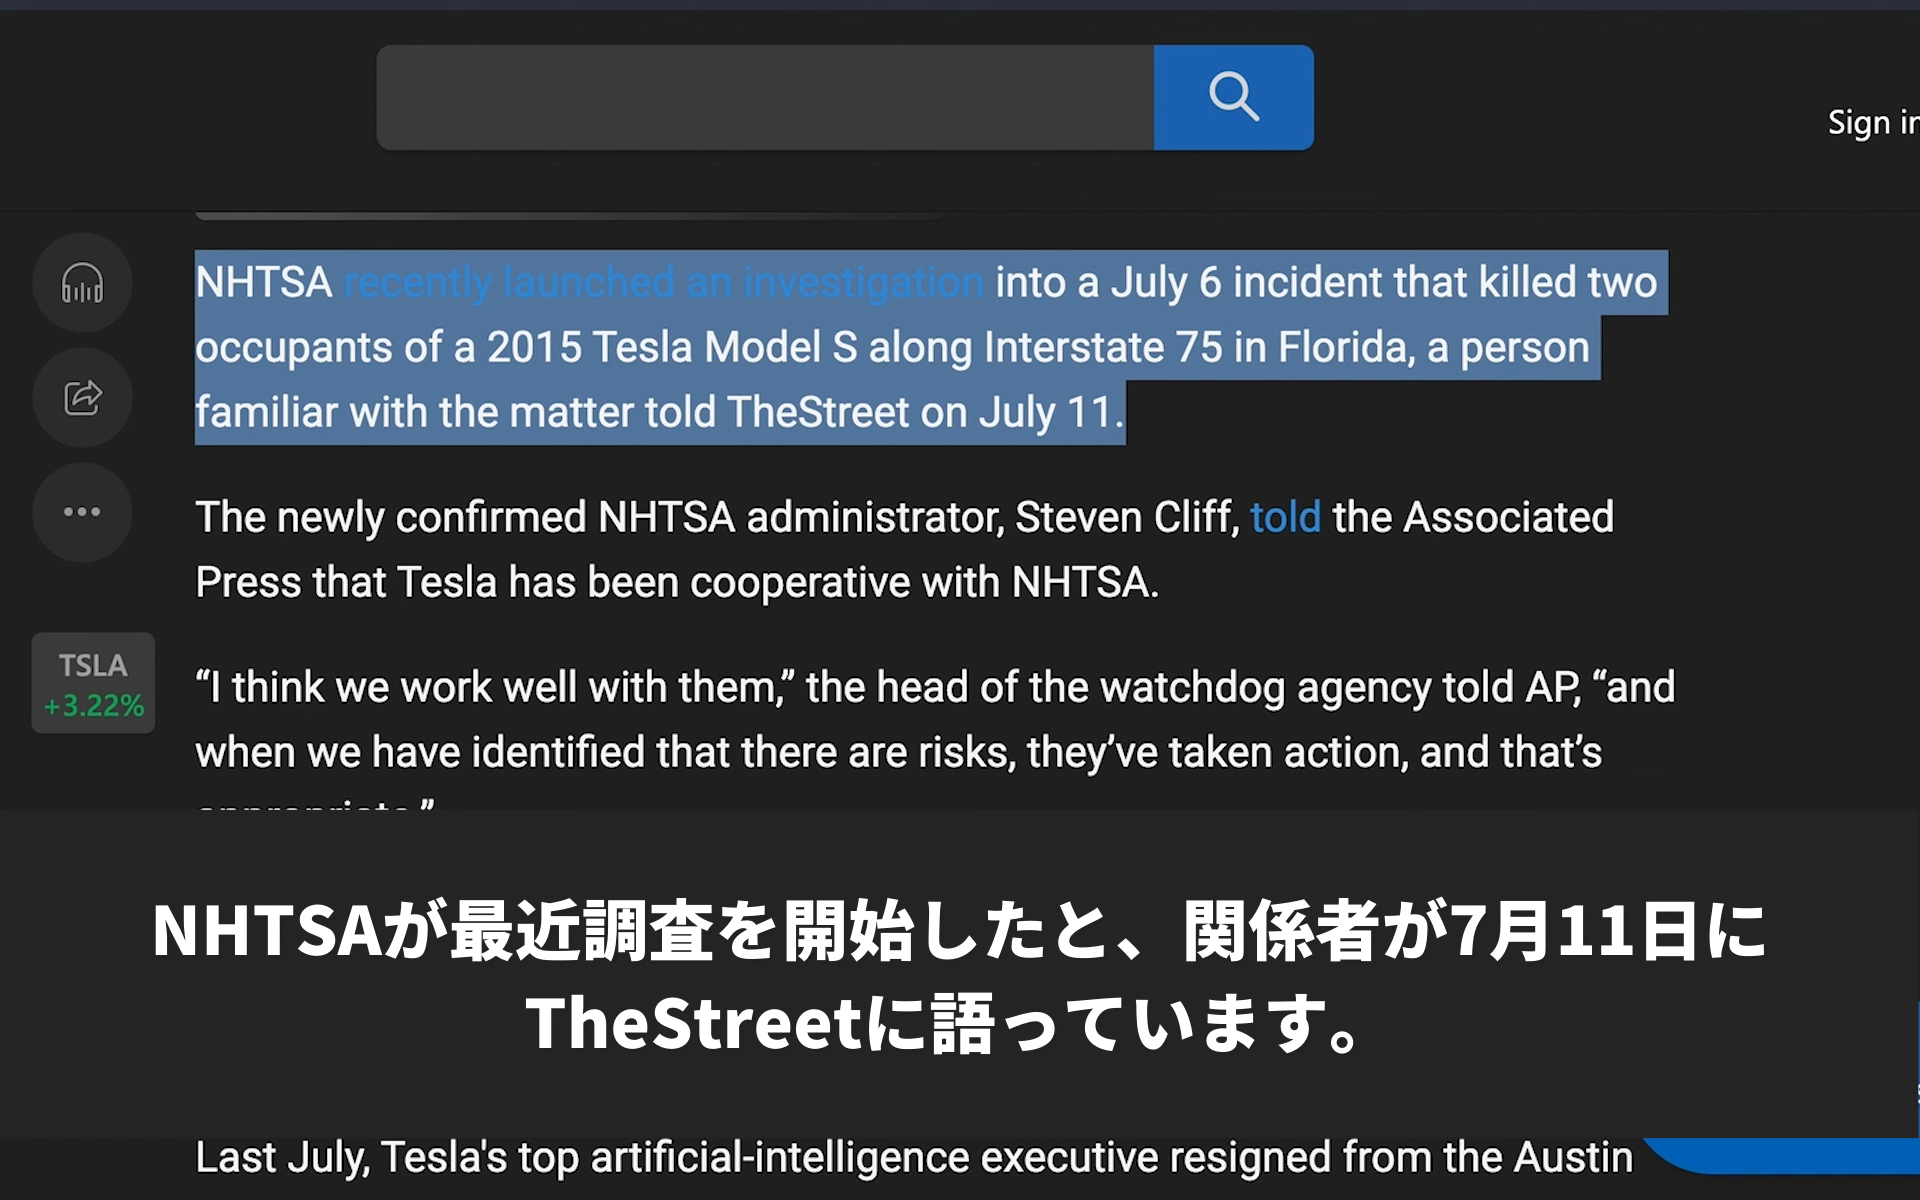 Sign in
NHTSA recently launched an investigation into a July 6 incident that killed two
occupants of a 2015 Tesla Model S along Interstate 75 in Florida, a person
familiar with the matter told TheStreet on July 11.
The newly confirmed NHTSA administrator, Steven Cliff, told the Associated
Press that Tesla has been cooperative with NHTSA.
TSLA
+3.22%
“I think we work well with them,” the head of the watchdog agency told AP, “and
when we have identified that there are risks, they’ve taken action, and that’s
appropriate.”
NHTSAが最近調査を開始したと、関係者が7月11日に
TheStreetに語っています。
Last July, Tesla's top artificial-intelligence executive resigned from the Austin